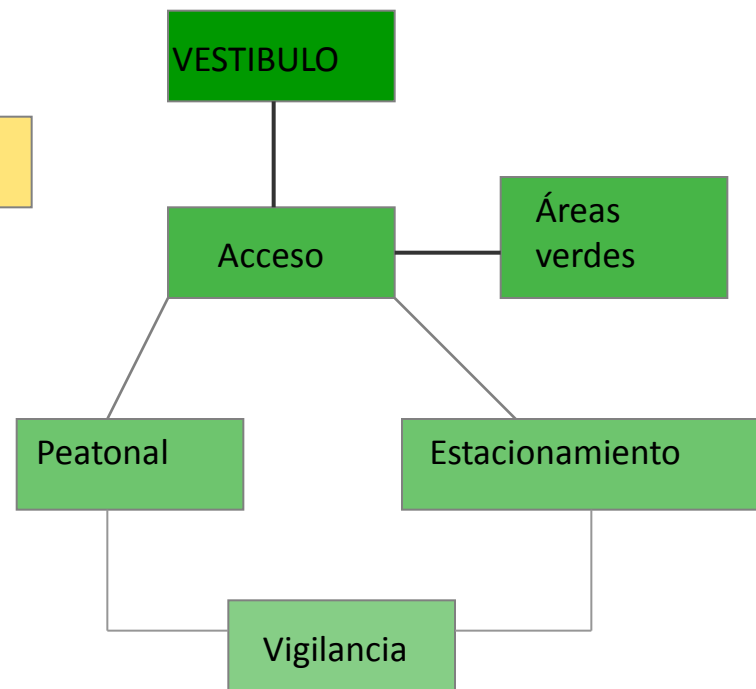 VESTIBULO
Áreas
verdes
Acceso
Peatonal
Estacionamiento
Vigilancia